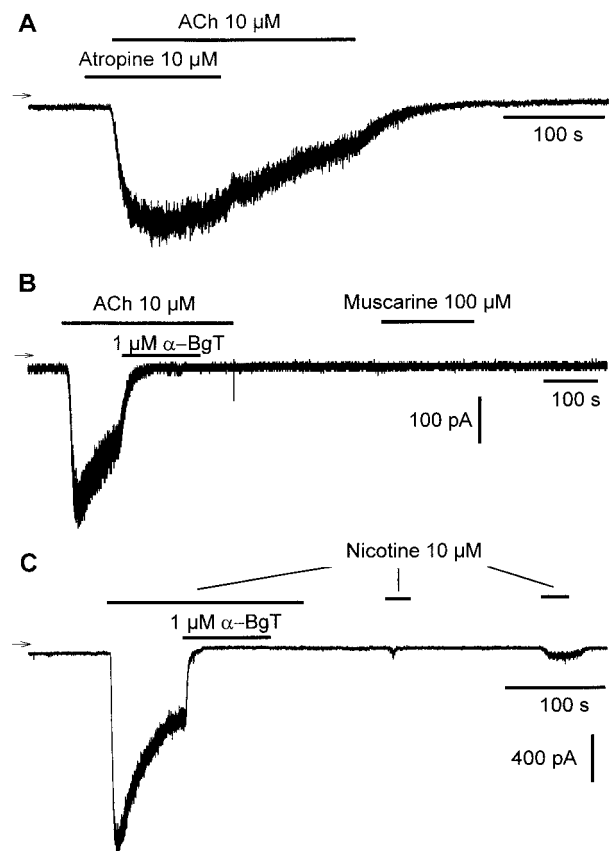 A
ACh 10 µM
Atropine 10 µM
100 s
B
ACh 10 µM
Muscarine 100 µM
1 µM α-BgT
100 s
100 pA
C
Nicotine 10 µM
1 µM α-BgT
100 s
400 pA